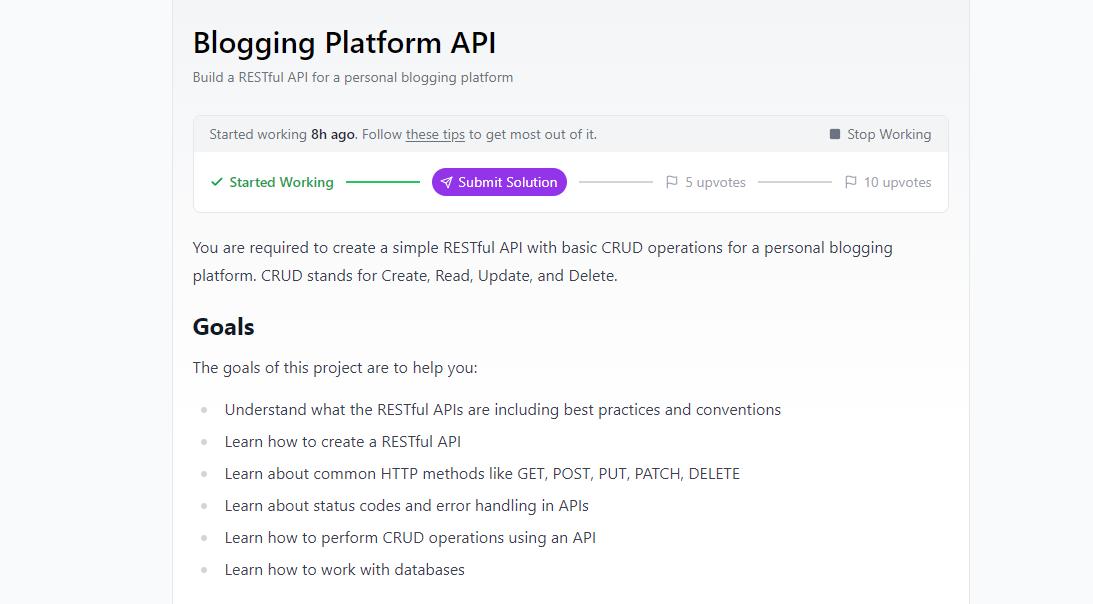 Blogging Platform API
Build a RESTful API for a personal blogging platform
Started working 8h ago. Follow these tips to get most out of it.
Stop Working
Started Working
Submit Solution
5 upvotes
10 upvotes
You are required to create a simple RESTful API with basic CRUD operations for a personal blogging
platform. CRUD stands for Create, Read, Update, and Delete.
Goals
The goals of this project are to help you:
Understand what the RESTful APIs are including best practices and conventions
Learn how to create a RESTful API
Learn about common HTTP methods like GET, POST, PUT, PATCH, DELETE
Learn about status codes and error handling in APIs
Learn how to perform CRUD operations using an API
Learn how to work with databases